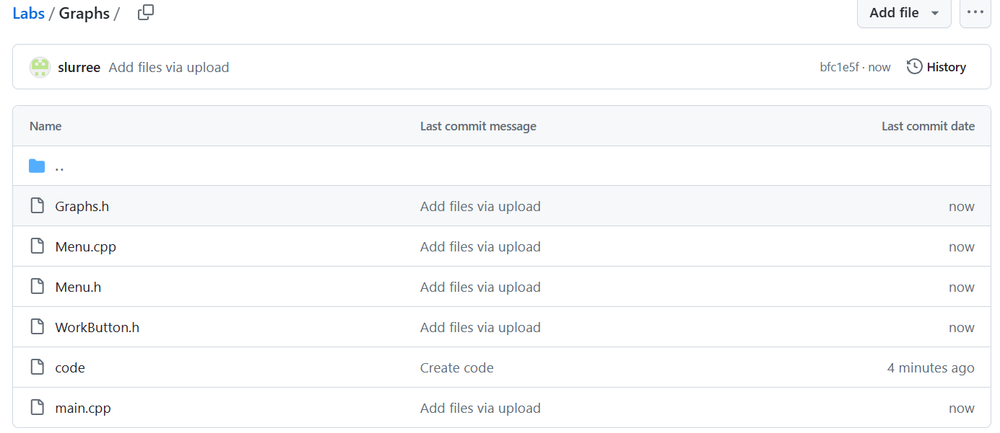 Labs / Graphs /
Add file
slurree Add files via upload
bfc1e5f · now History
Name Last commit message Last commit date
..
Graphs.h Add files via upload now
Menu.cpp Add files via upload now
Menu.h Add files via upload now
WorkButton.h Add files via upload now
code Create code 4 minutes ago
main.cpp Add files via upload now